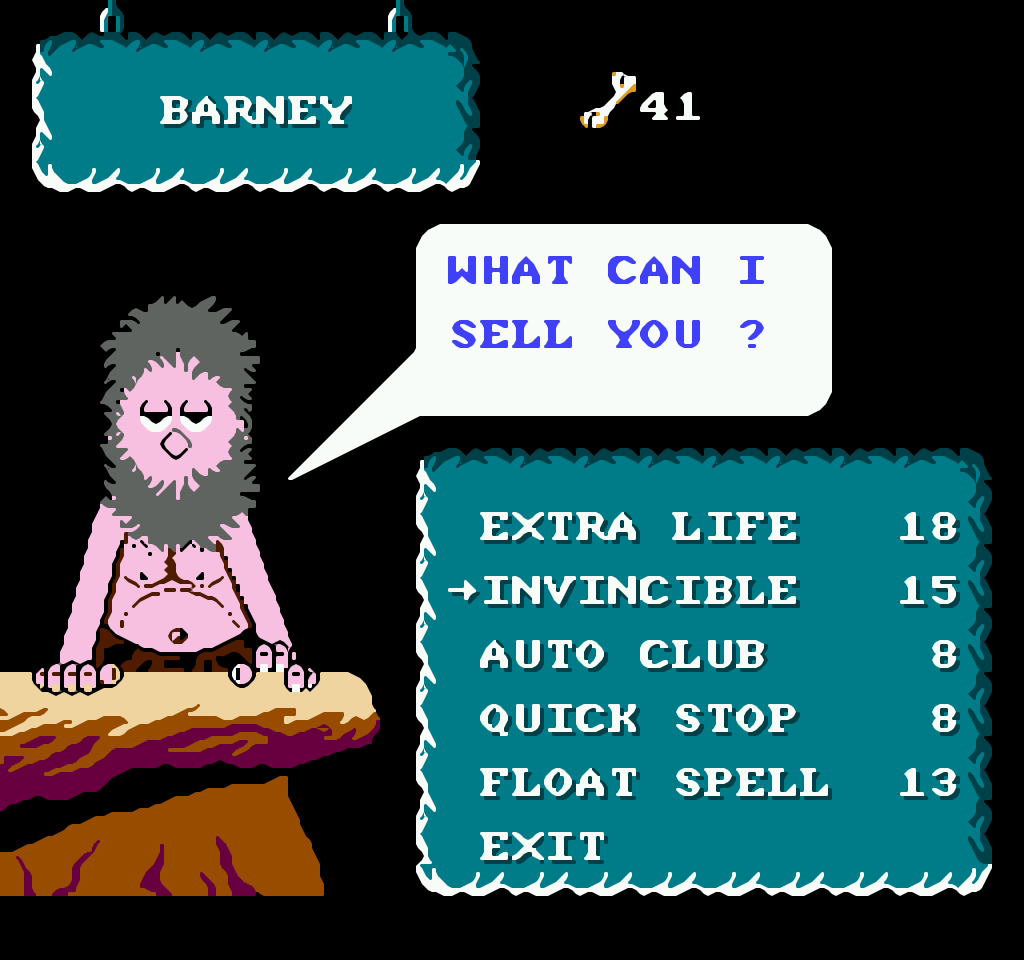 BARNEY
41
WHAT CAN I
SELL YOU ?
EXTRA LIFE 18
→INVINCIBLE 15
AUTO CLUB 8
QUICK STOP 8
FLOAT SPELL 13
EXIT